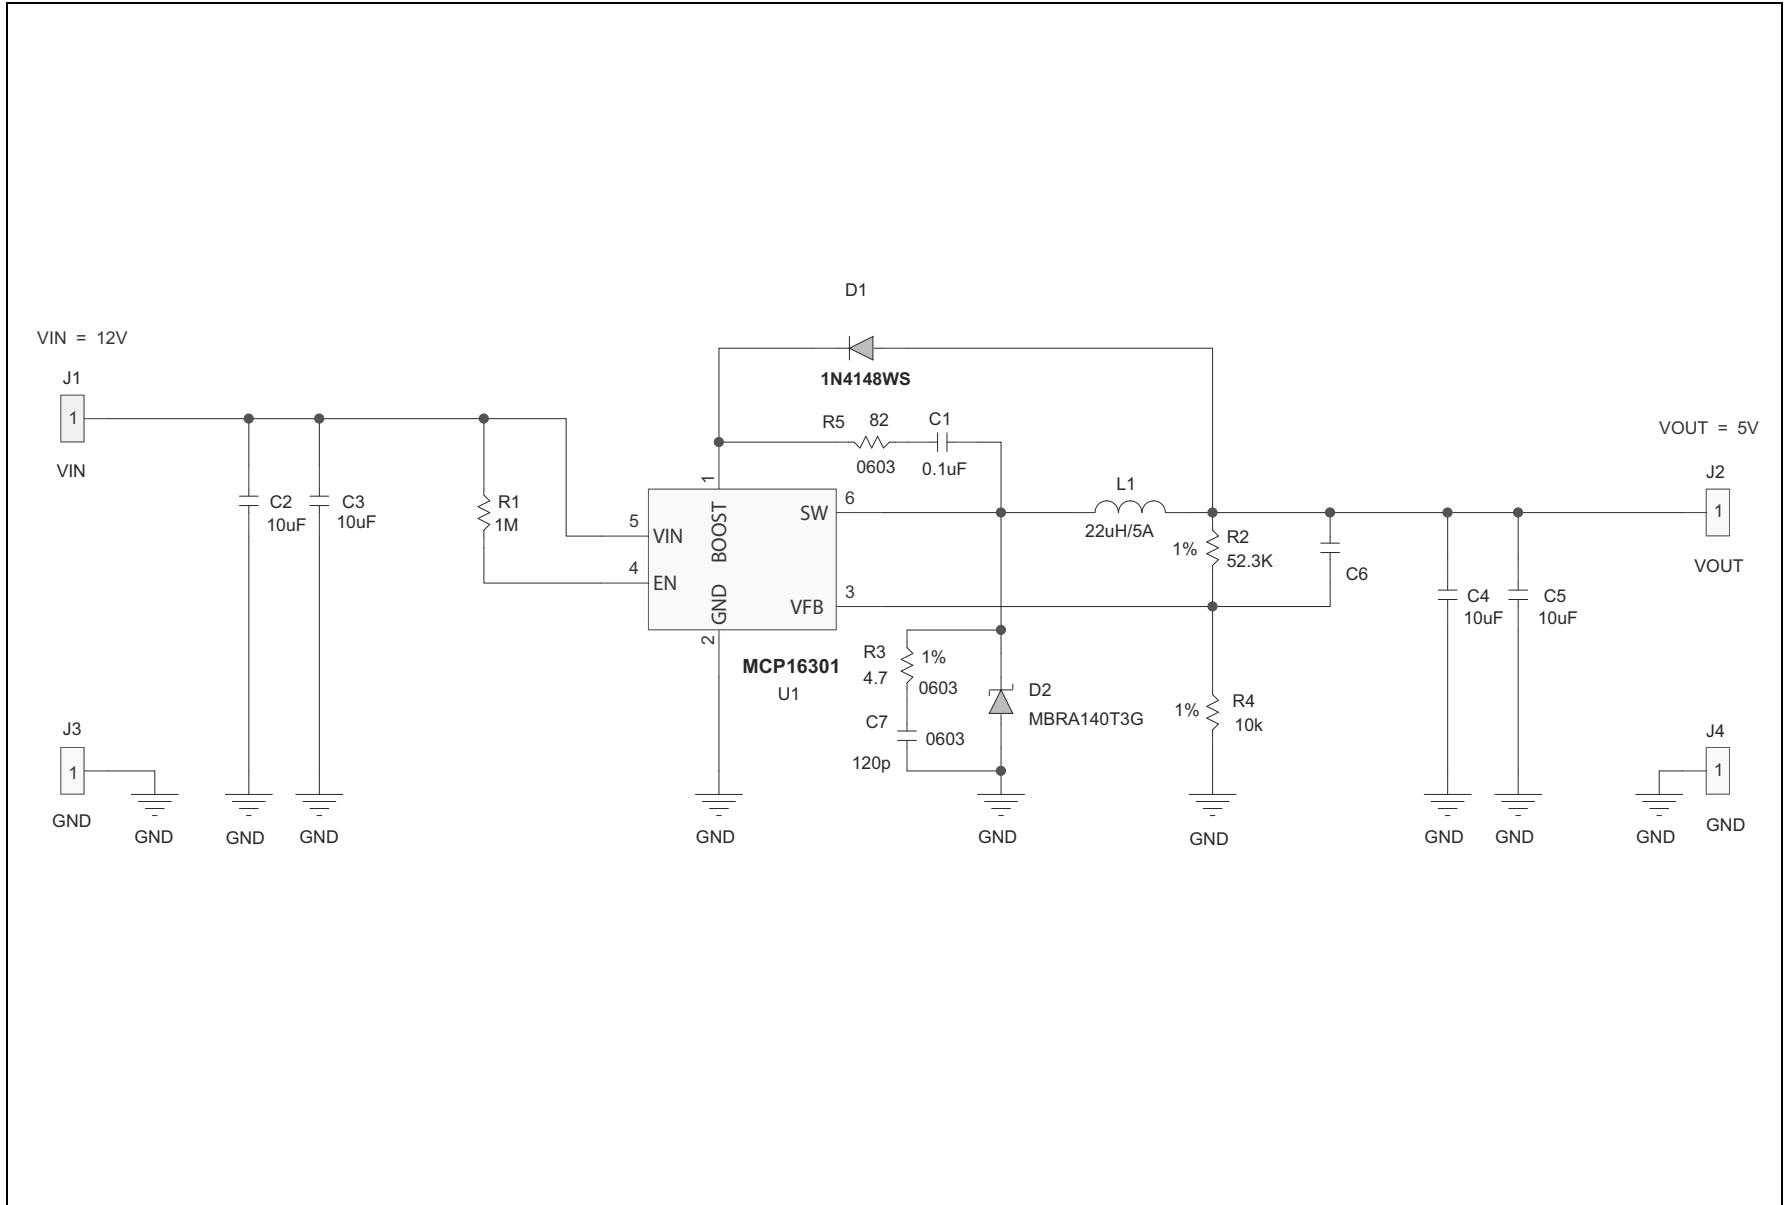 D1
VIN = 12V
J1
1
VIN
1N4148WS
R5 82 C1
0603 0.1uF
VOUT = 5V
J2
1
VOUT
C2
10uF
C3
10uF
R1
1M
5
4
1
2
6
3
VIN
EN
BOOST
GND
SW
VFB
MCP16301
U1
L1
22uH/5A
1% R2
52.3K
C6
C4
10uF
C5
10uF
R3 1%
4.7 0603
C7 0603
120p
D2
MBRA140T3G
1% R4
10k
J3
1
GND
J4
1
GND
GND GND GND GND GND GND GND GND GND